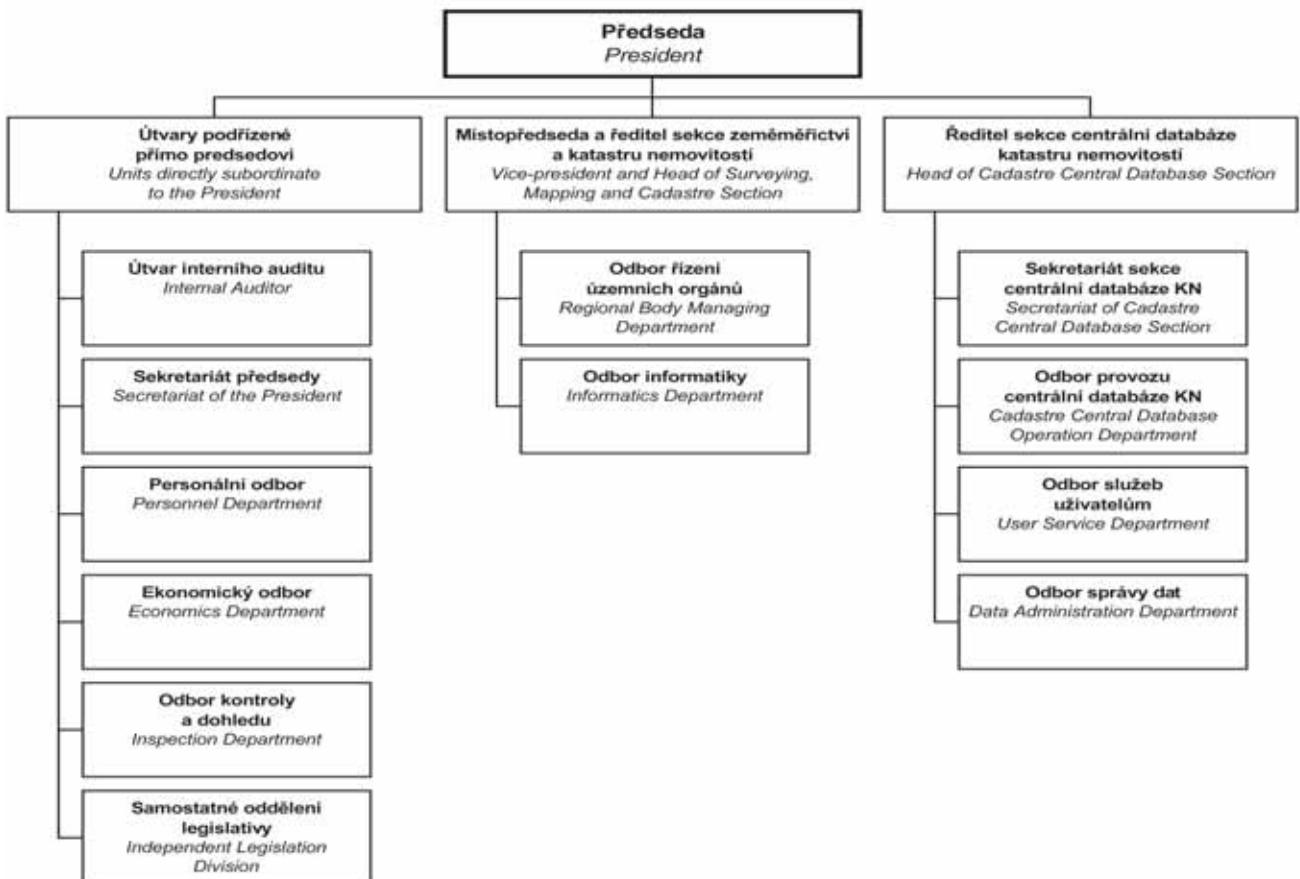 Předseda
President
Útvary podřízené
přímo predsedovi
Units directly subordinate
to the President
Místopředseda a ředitel sekce zeměměřictví
a katastru nemovitostí
Vice-president and Head of Surveying,
Mapping and Cadastre Section
Ředitel sekce centrální databáze
katastru nemovitostí
Head of Cadastre Central Database Section
Útvar interního auditu
Internal Auditor
Sekretariát předsedy
Secretariat of the President
Personální odbor
Personnel Department
Ekonomický odbor
Economics Department
Odbor kontroly
a dohledu
Inspection Department
Samostatné oddělení
legislativy
Independent Legislation
Division
Odbor řízení
územních orgánů
Regional Body Managing
Department
Odbor informatiky
Informatics Department
Sekretariát sekce
centrální databáze KN
Secretariat of Cadastre
Central Database Section
Odbor provozu
centrální databáze KN
Cadastre Central Database
Operation Department
Odbor služeb
uživatelům
User Service Department
Odbor správy dat
Data Administration Department